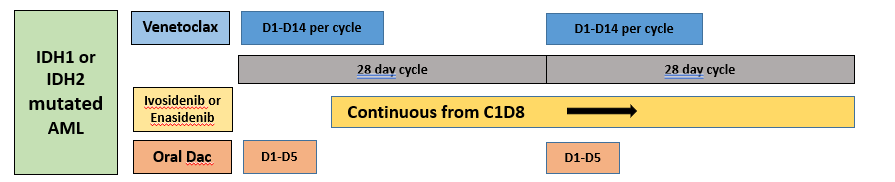 IDH1 or
IDH2
mutated
AML
Venetoclax
D1-D14 per cycle
D1-D14 per cycle
28 day cycle
28 day cycle
Ivosidenib or
Enasidenib
Continuous from C1D8
Oral Dac
D1-D5
D1-D5